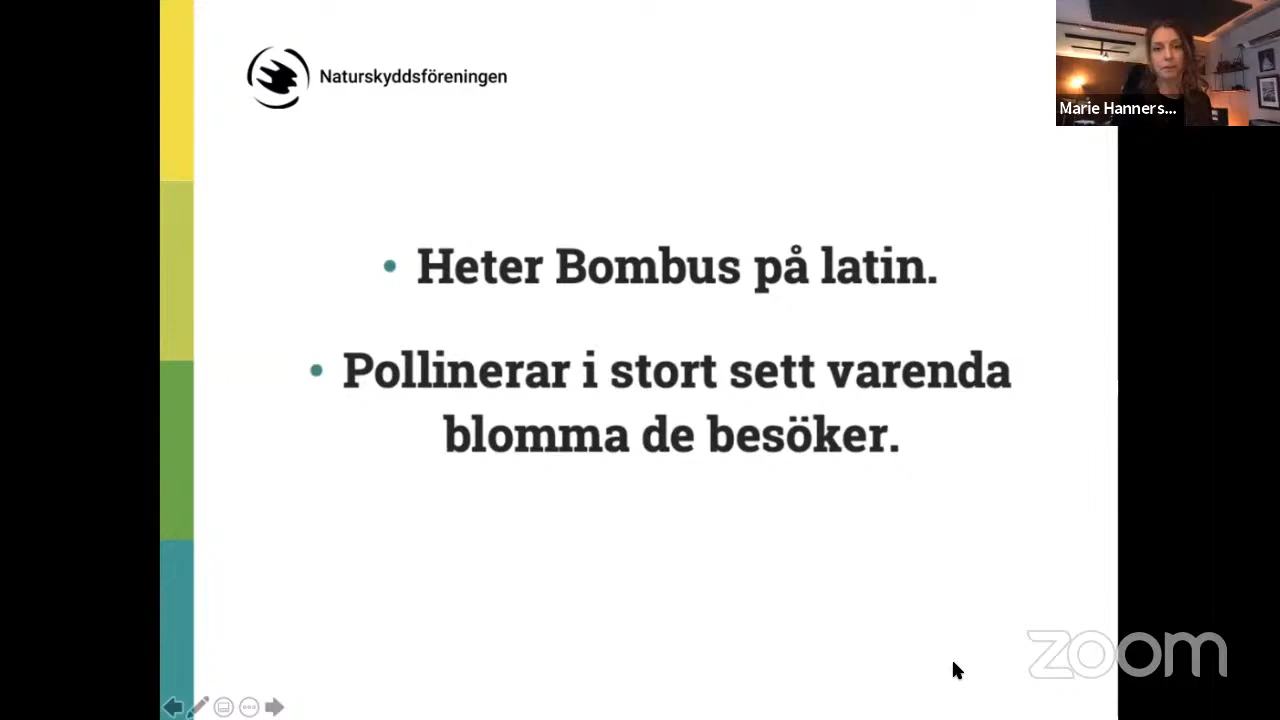 Naturskyddsföreningen
Marie Hanners...
• Heter Bombus på latin.
• Pollinerar i stort sett varenda
blomma de besöker.
zoom